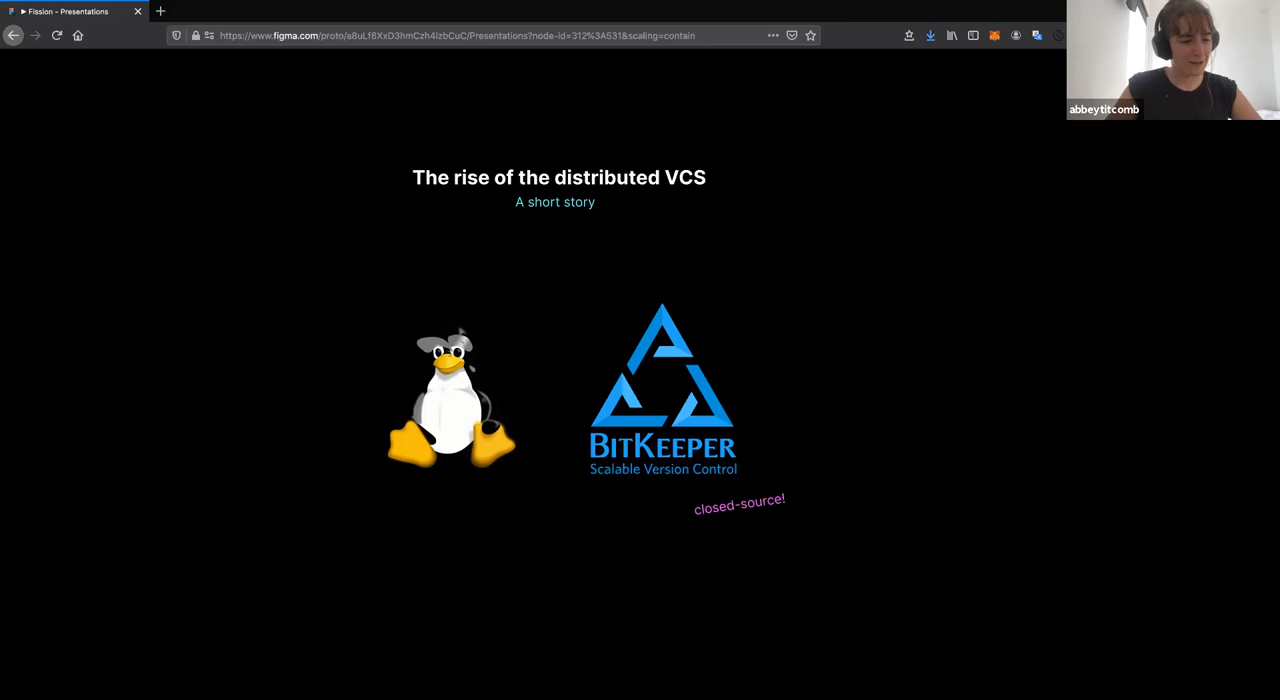 Fission - Presentations
https://www.figma.com/proto/a8uLf8XxD3hmCzh4izbCuC/Presentations?node-id=312%3A531&scaling=contain
abbeytitcomb
The rise of the distributed VCS
A short story
BITKEEPER
Scalable Version Control
closed-source!